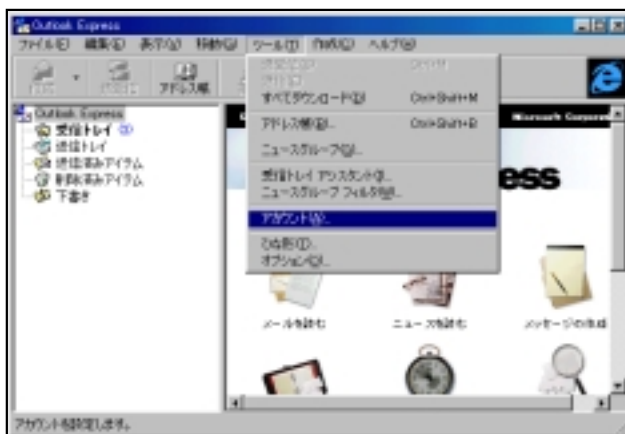 Outlook Express
ファイル(F) 編集(E) 表示(V) 移動(G) ツール(T) 作成(C) ヘルプ(H)
アドレス帳
すべてダウンロード(D) Ctrl+Shift+M
アドレス帳(B)... Ctrl+Shift+B
ニュースグループ(G)...
受信トレイ アシスタント(I)...
ニュースグループ フィルタ(W)...
アカウント(A)...
ひな形(T)...
オプション(O)...
Outlook Express
受信トレイ
送信トレイ
送信済みアイテム
削除済みアイテム
下書き
ess
メールを読む
ニュースを読む
メッセージの作成
アカウントを設定します。